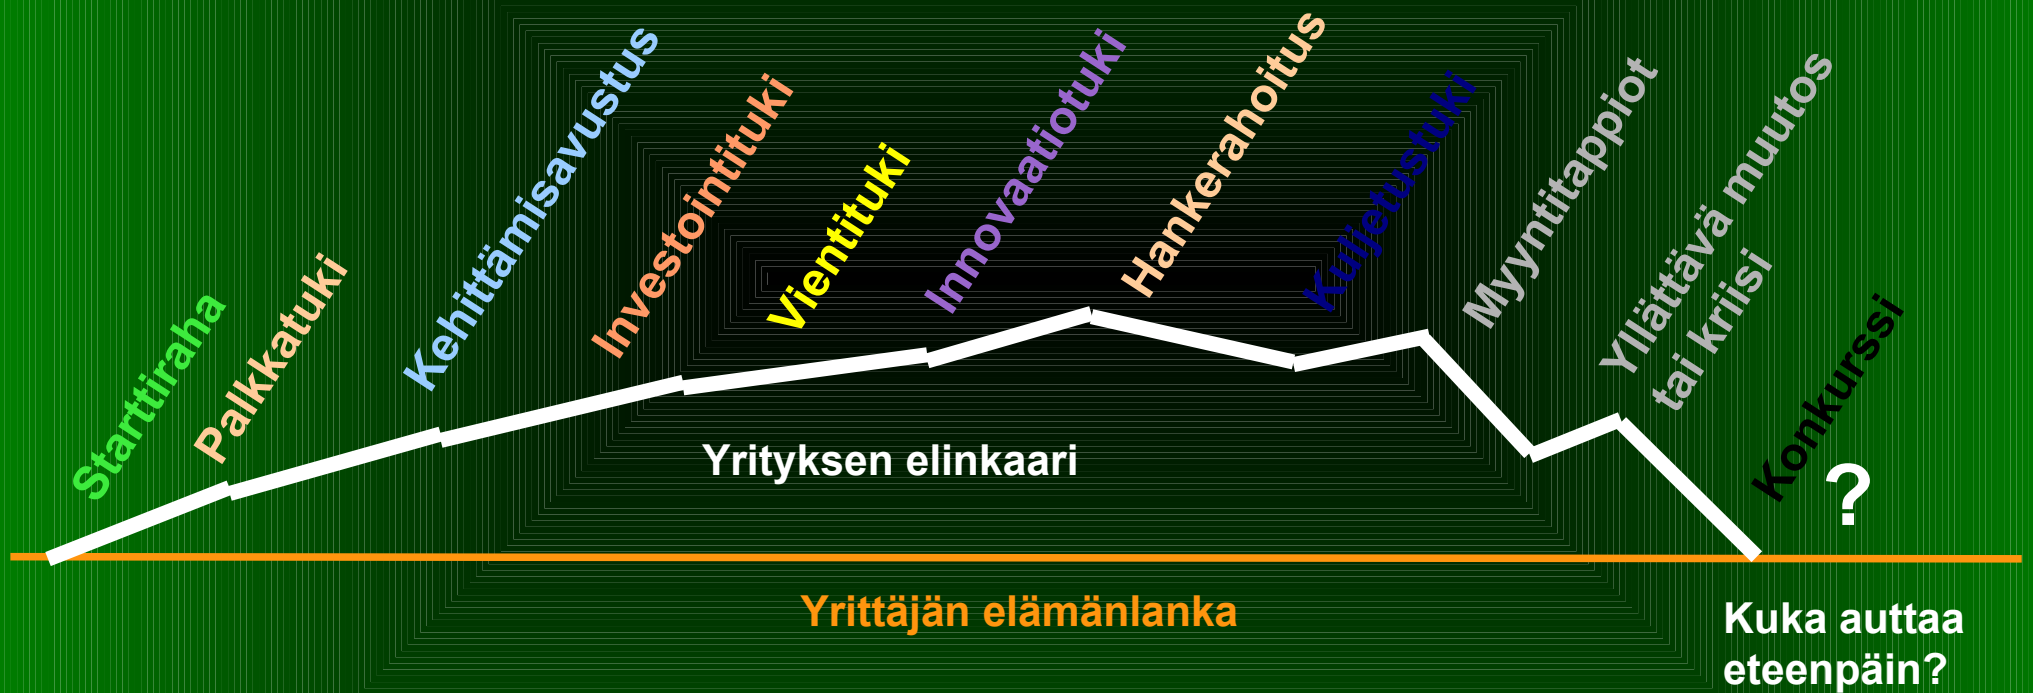 Starttiraha
Palkkatuki
Kehittämisavustus
Investointituki
Vientituki
Innovaatiotuki
Hankerahoitus
Kuljetustuki
Myyntitappiot
Yllättävä muutos
tai kriisi
Konkurssi
?
Yrityksen elinkaari
Yrittäjän elämänlanka
Kuka auttaa
eteenpäin?